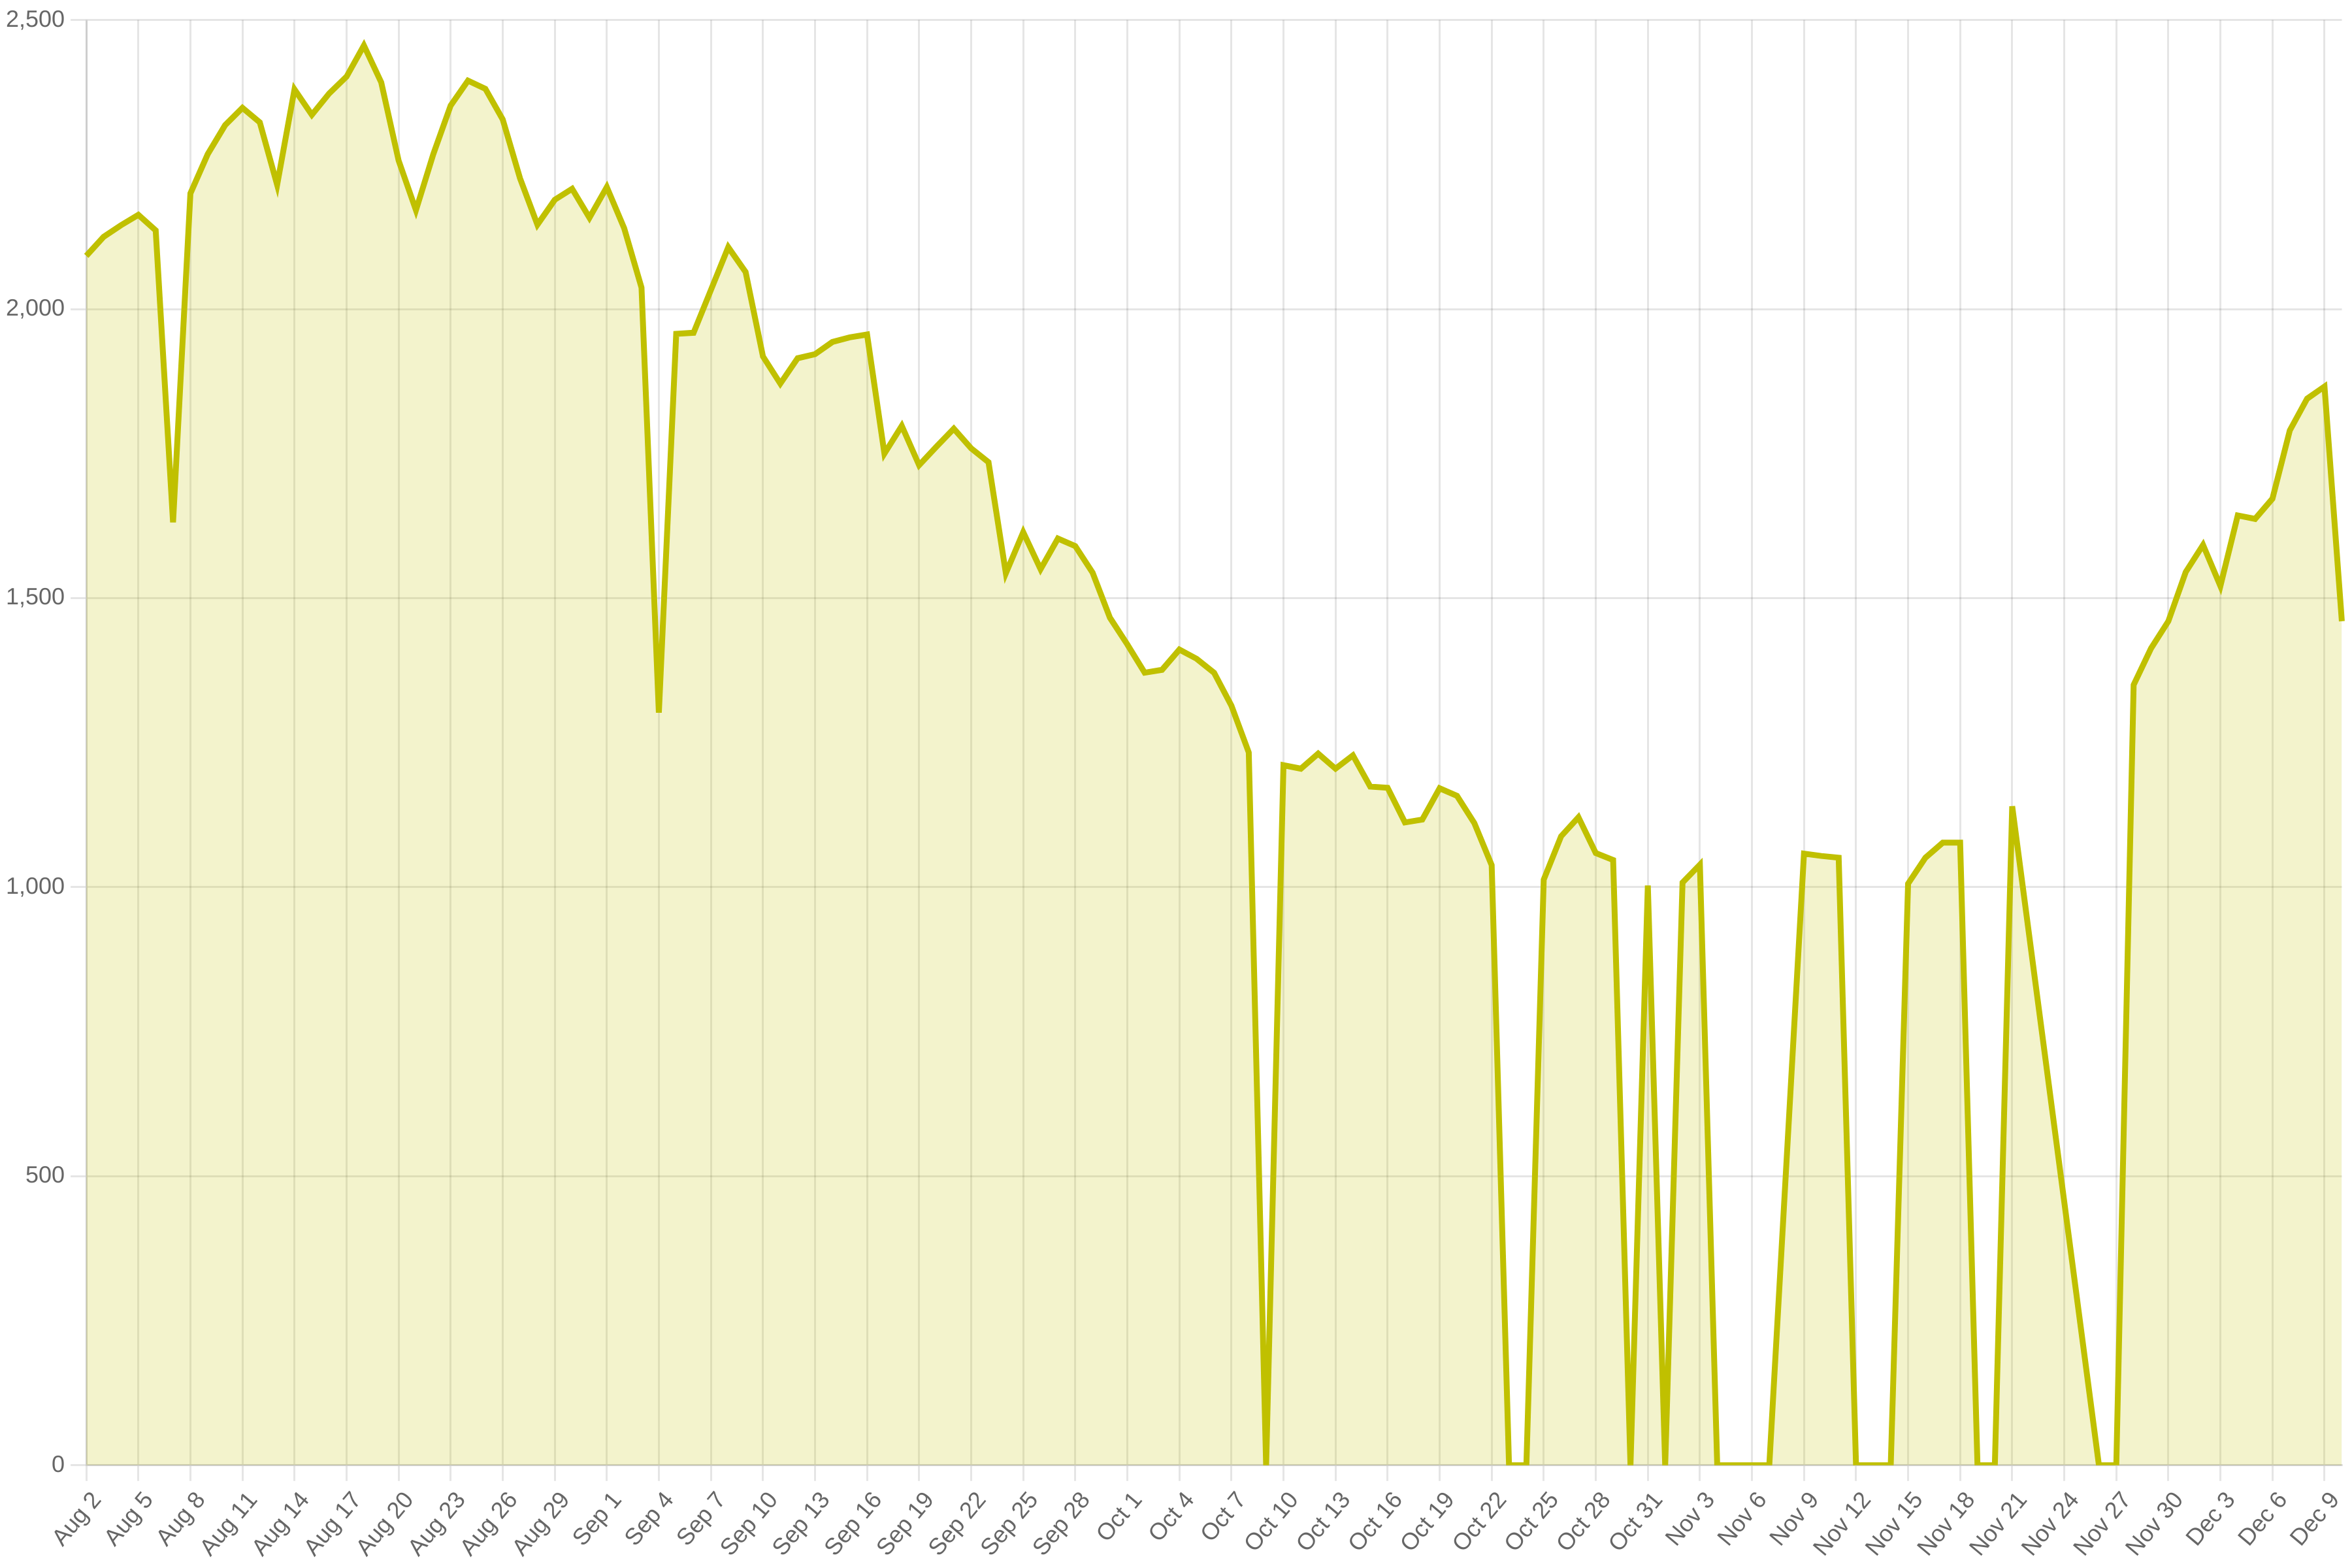 2,500
2,000
1,500
1,000
500
0
Aug 2
Aug 5
Aug 8
Aug 11
Aug 14
Aug 17
Aug 20
Aug 23
Aug 26
Aug 29
Sep 1
Sep 4
Sep 7
Sep 10
Sep 13
Sep 16
Sep 19
Sep 22
Sep 25
Sep 28
Oct 1
Oct 4
Oct 7
Oct 10
Oct 13
Oct 16
Oct 19
Oct 22
Oct 25
Oct 28
Oct 31
Nov 3
Nov 6
Nov 9
Nov 12
Nov 15
Nov 18
Nov 21
Nov 24
Nov 27
Nov 30
Dec 3
Dec 6
Dec 9